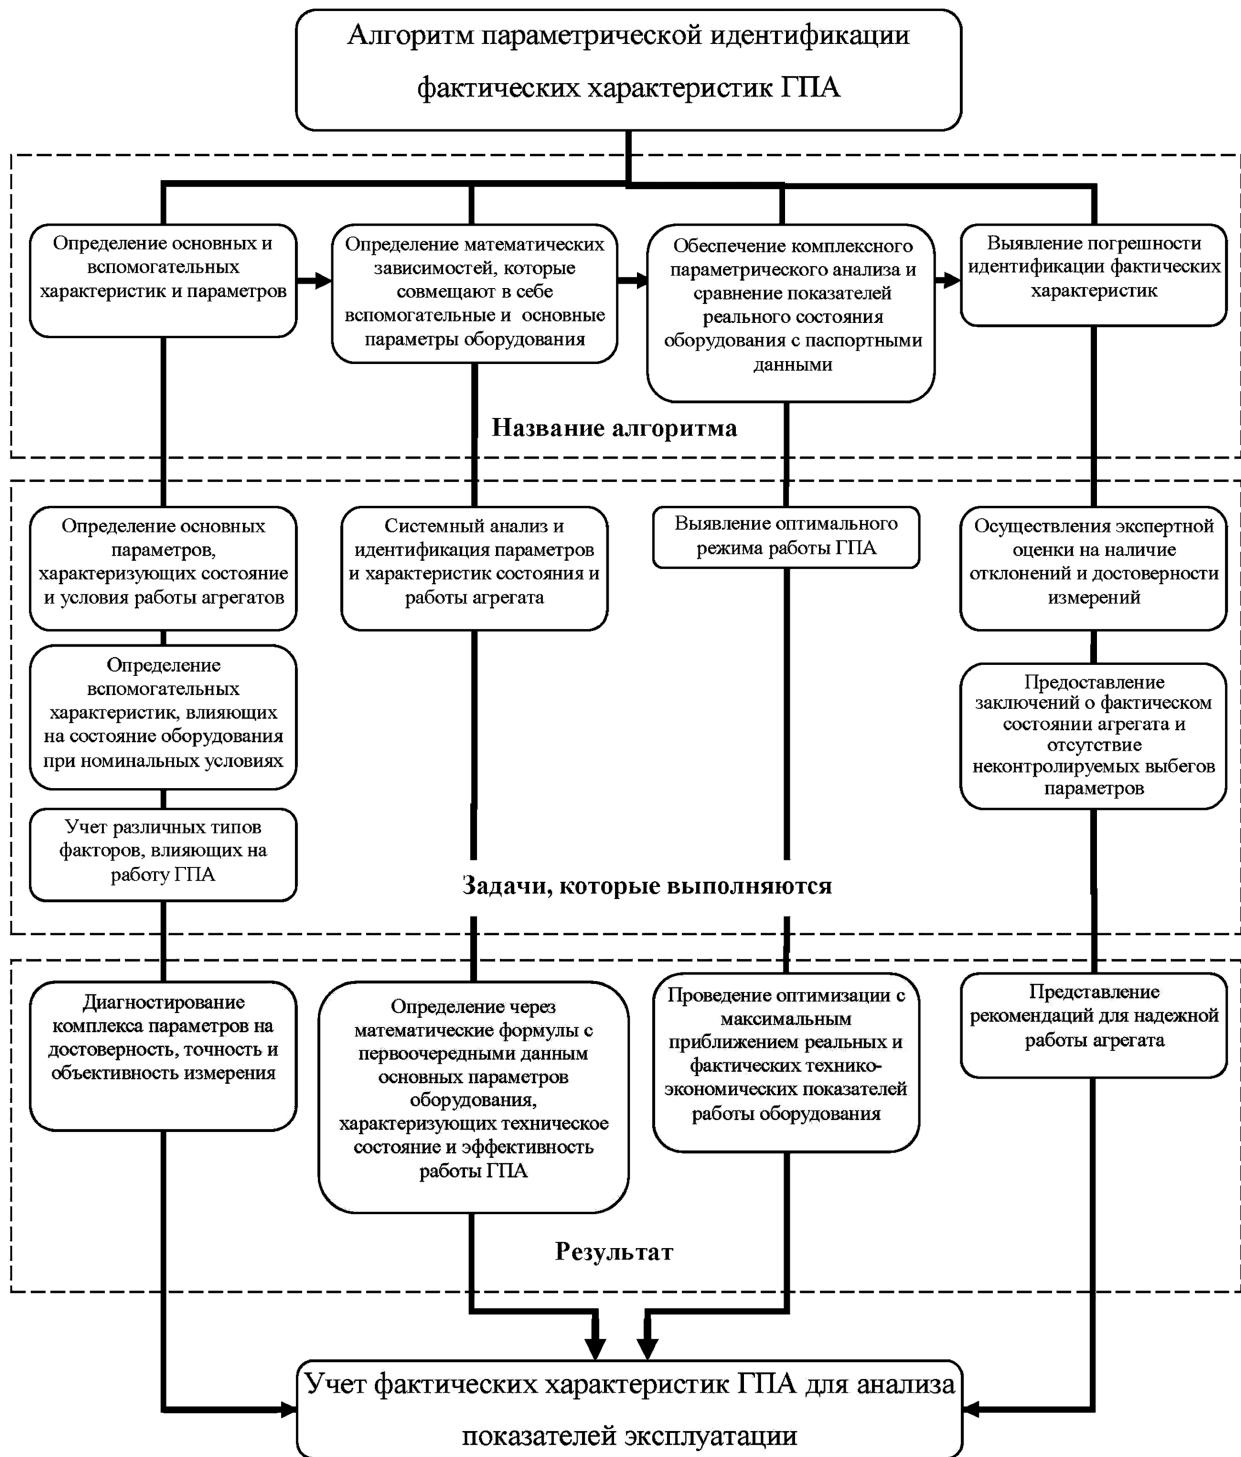 Алгоритм параметрической идентификации
фактических характеристик ГПА
Определение основных и
вспомогательных
характеристик и параметров
Определение математических
зависимостей, которые
совмещают в себе
вспомогательные и основные
параметры оборудования
Обеспечение комплексного
параметрического анализа и
сравнение показателей
реального состояния
оборудования с паспортными
данными
Выявление погрешности
идентификации фактических
характеристик
Название алгоритма
Определение основных
параметров,
характеризующих состояние
и условия работы агрегатов
Системный анализ и
идентификация параметров
и характеристик состояния и
работы агрегата
Выявление оптимального
режима работы ГПА
Осуществления экспертной
оценки на наличие
отклонений и достоверности
измерений
Определение
вспомогательных
характеристик, влияющих
на состояние оборудования
при номинальных условиях
Предоставление
заключений о фактическом
состоянии агрегата и
отсутствие
неконтролируемых выбегов
параметров
Учет различных типов
факторов, влияющих на
работу ГПА
Задачи, которые выполняются
Диагностирование
комплекса параметров на
достоверность, точность и
объективность измерения
Определение через
математические формулы с
первоочередными данным
основных параметров
оборудования,
характеризующих техническое
состояние и эффективность
работы ГПА
Проведение оптимизации с
максимальным
приближением реальных и
фактических технико-
экономических показателей
работы оборудования
Представление
рекомендаций для надежной
работы агрегата
Результат
Учет фактических характеристик ГПА для анализа
показателей эксплуатации